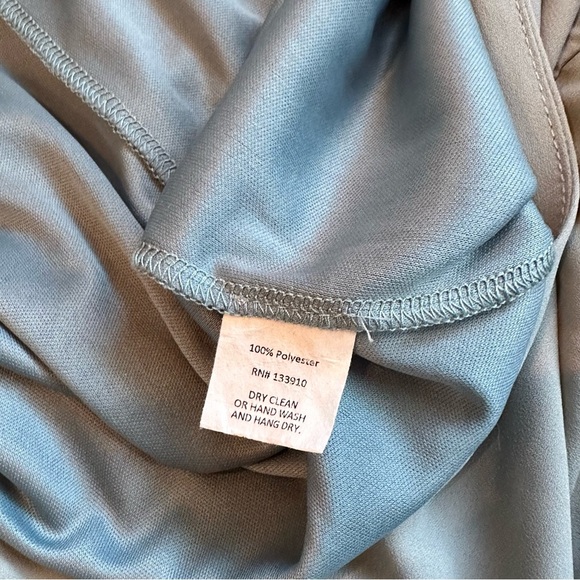 100% Polyester
RN# 133910
DRY CLEAN
OR HAND WASH
AND HANG DRY.